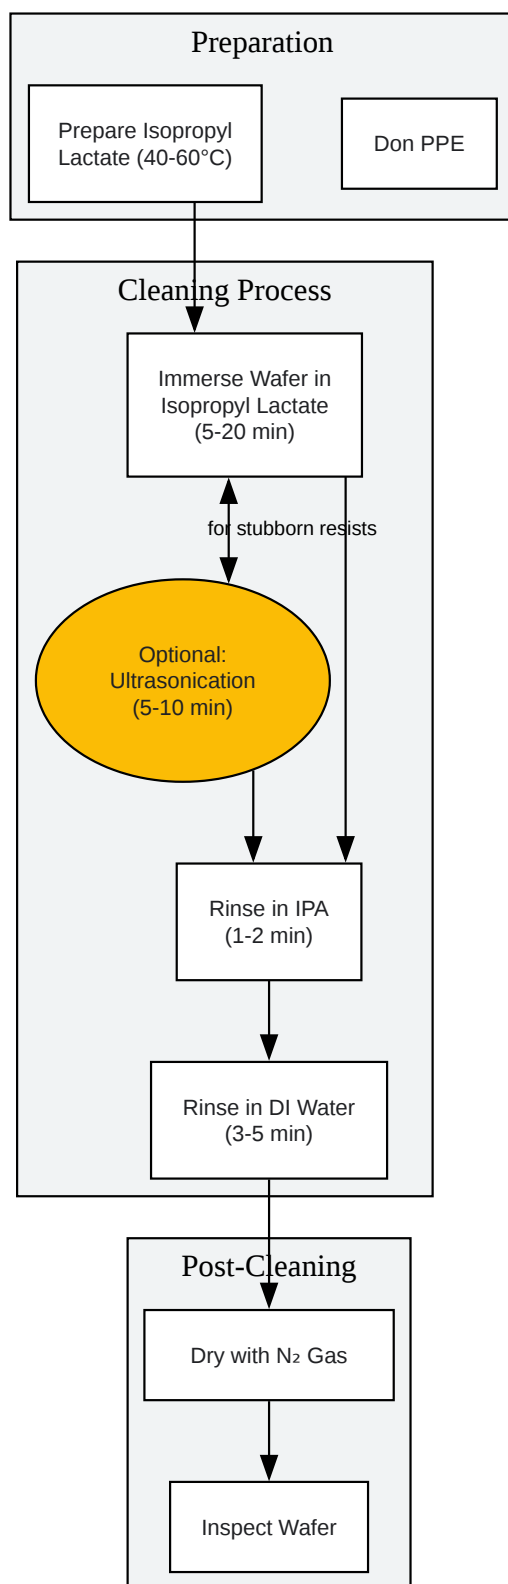 Preparation
Prepare Isopropyl
Lactate (40-60°C)
Don PPE
Cleaning Process
Immerse Wafer in
Isopropyl Lactate
(5-20 min)
for stubborn resists
Optional:
Ultrasonication
(5-10 min)
Rinse in IPA
(1-2 min)
Rinse in DI Water
(3-5 min)
Post-Cleaning
Dry with N₂ Gas
Inspect Wafer